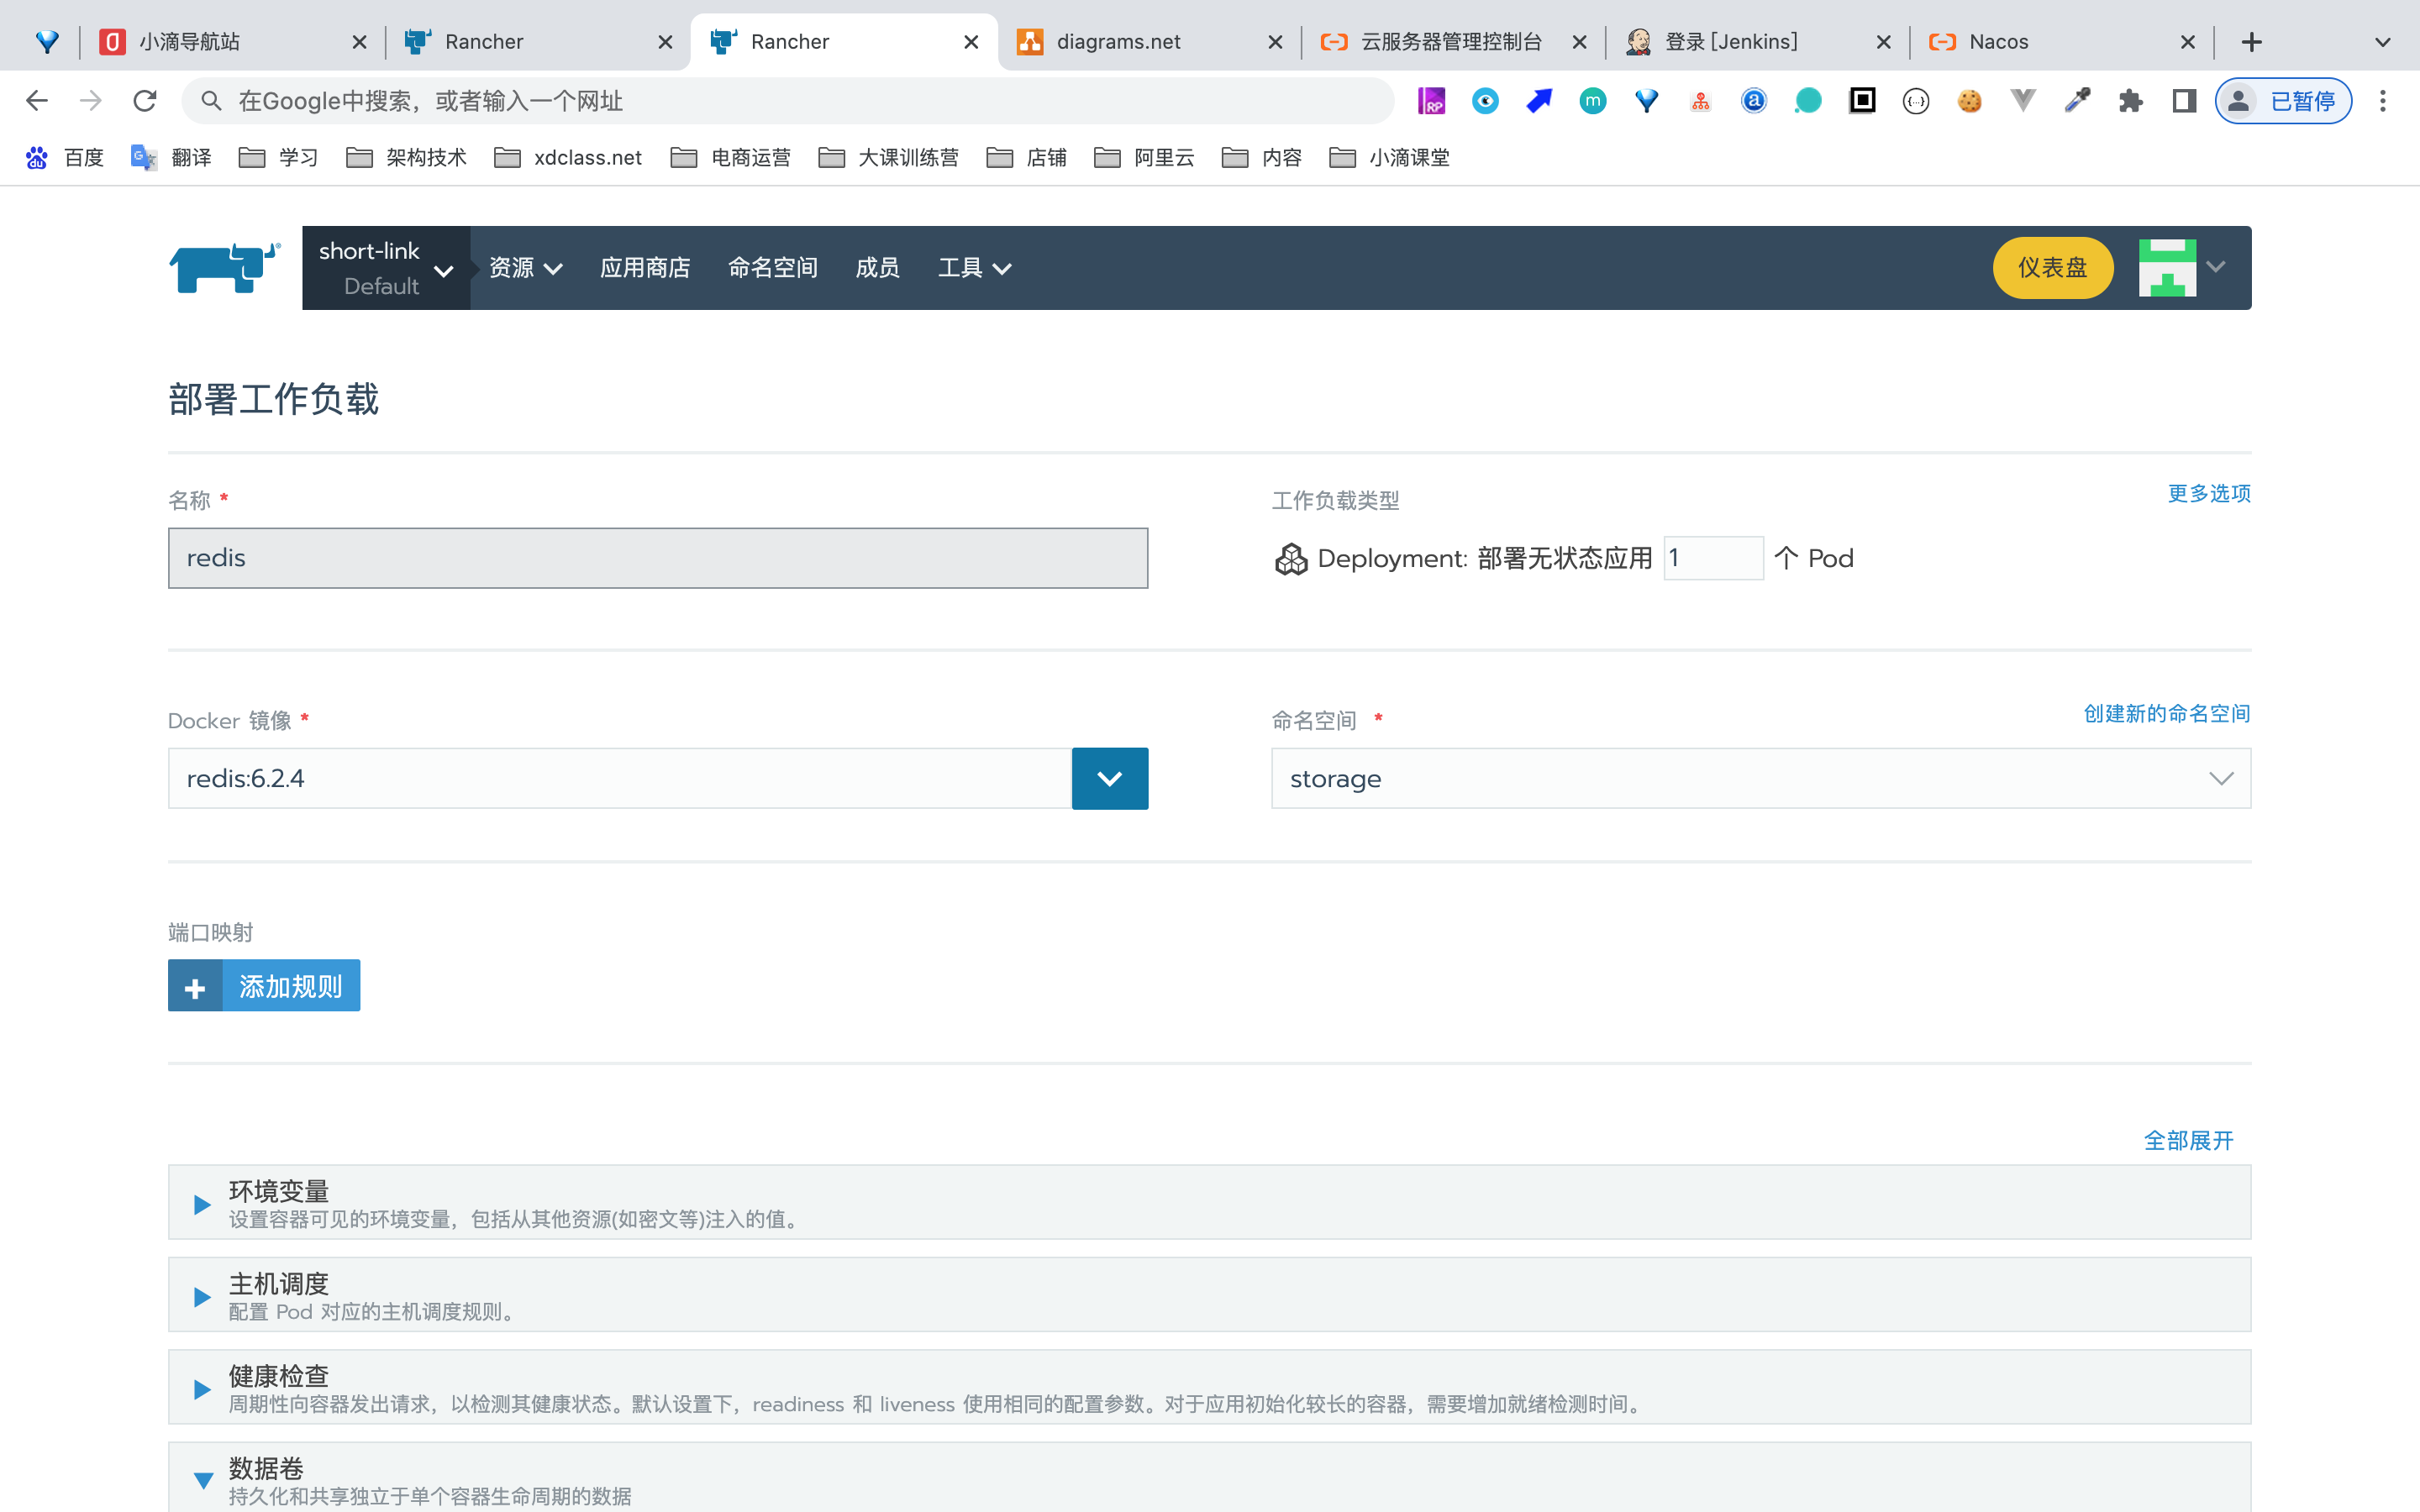 小滴导航站
Rancher
Rancher
diagrams.net
云服务器管理控制台
登录 [Jenkins]
Nacos
在Google中搜索，或者输入一个网址
已暂停
百度
翻译
学习
架构技术
xdclass.net
电商运营
大课训练营
店铺
阿里云
内容
小滴课堂
short-link
Default
资源
应用商店
命名空间
成员
工具
仪表盘
部署工作负载
名称 *
redis
工作负载类型
更多选项
Deployment: 部署无状态应用 1 个 Pod
Docker 镜像 *
redis:6.2.4
命名空间 *
创建新的命名空间
storage
端口映射
+ 添加规则
全部展开
环境变量
设置容器可见的环境变量，包括从其他资源(如密文等)注入的值。
主机调度
配置 Pod 对应的主机调度规则。
健康检查
周期性向容器发出请求，以检测其健康状态。默认设置下，readiness 和 liveness 使用相同的配置参数。对于应用初始化较长的容器，需要增加就绪检测时间。
数据卷
持久化和共享独立于单个容器生命周期的数据